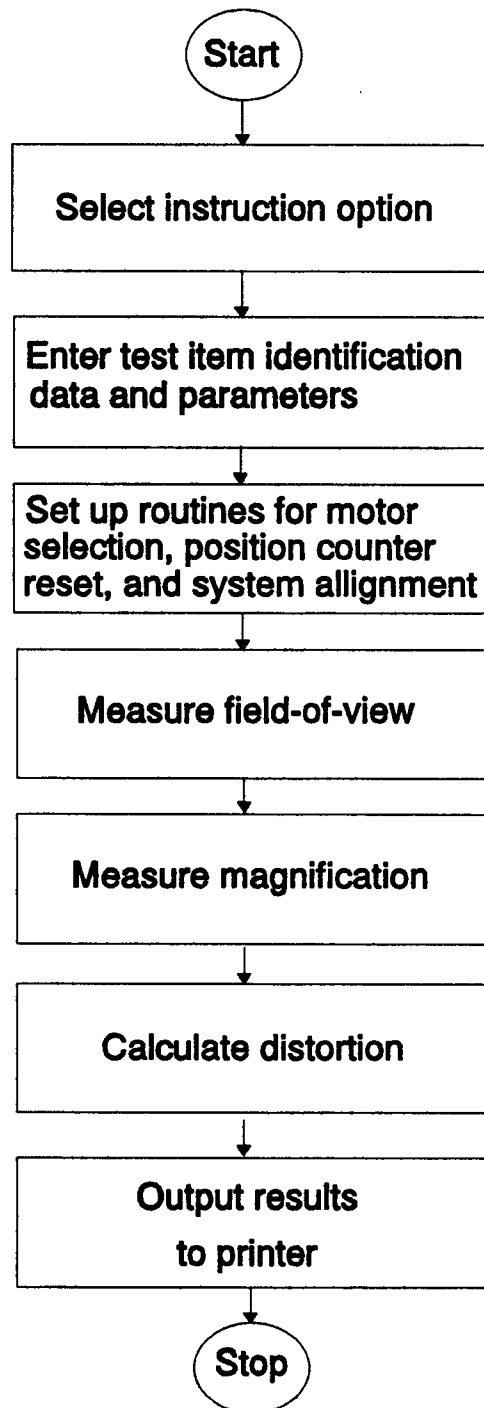 Start
Select instruction option
Enter test item identification
data and parameters
Set up routines for motor
selection, position counter
reset, and system allignment
Measure field-of-view
Measure magnification
Calculate distortion
Output results
to printer
Stop